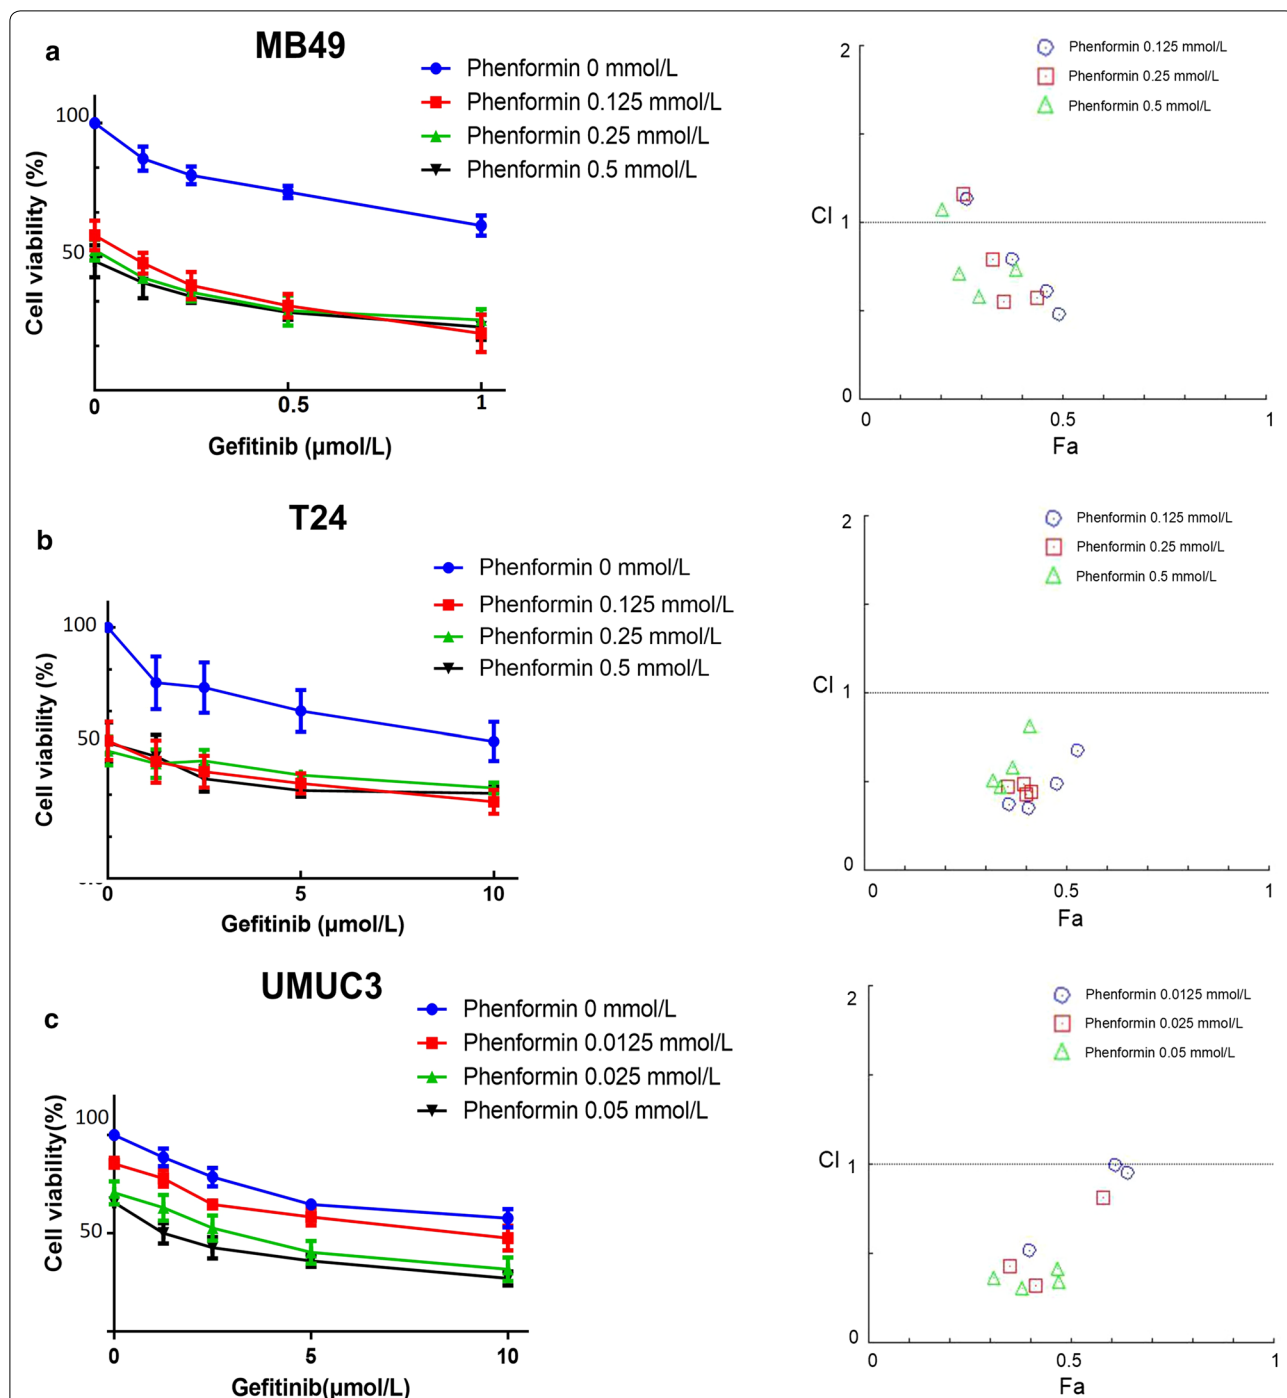 a
MB49
Phenformin 0 mmol/L
Phenformin 0.125 mmol/L
Phenformin 0.25 mmol/L
Phenformin 0.5 mmol/L
Cell viability (%)
100
50
0
0.5
1
Gefitinib (µmol/L)
Phenformin 0.125 mmol/L
Phenformin 0.25 mmol/L
Phenformin 0.5 mmol/L
2
CI
1
0
0
0.5
1
Fa
b
T24
Phenformin 0 mmol/L
Phenformin 0.125 mmol/L
Phenformin 0.25 mmol/L
Phenformin 0.5 mmol/L
Cell viability (%)
100
50
0
5
10
Gefitinib (µmol/L)
Phenformin 0.125 mmol/L
Phenformin 0.25 mmol/L
Phenformin 0.5 mmol/L
2
CI
1
0
0
0.5
1
Fa
c
UMUC3
Phenformin 0 mmol/L
Phenformin 0.0125 mmol/L
Phenformin 0.025 mmol/L
Phenformin 0.05 mmol/L
Cell viability(%)
100
50
0
5
10
Gefitinib(µmol/L)
Phenformin 0.0125 mmol/L
Phenformin 0.025 mmol/L
Phenformin 0.05 mmol/L
2
CI
1
0
0
0.5
1
Fa